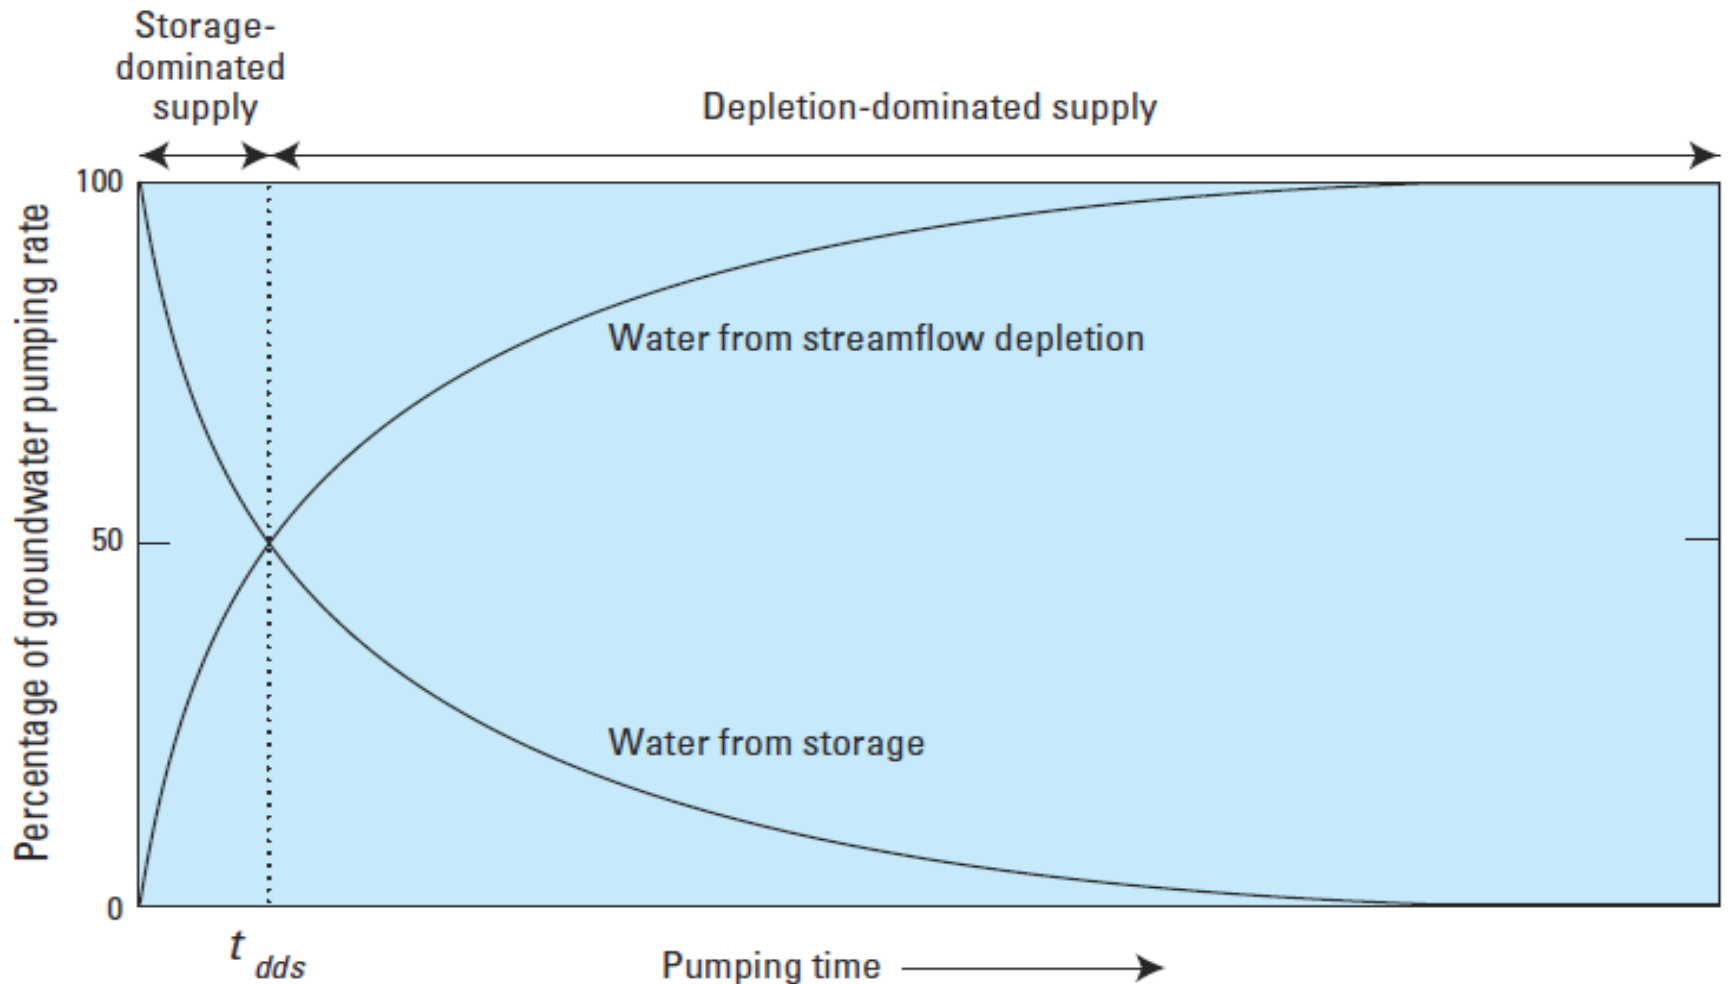 Storage-
dominated
supply
Depletion-dominated supply
100
50
0
Percentage of groundwater pumping rate
Water from streamflow depletion
Water from storage
t dds
Pumping time